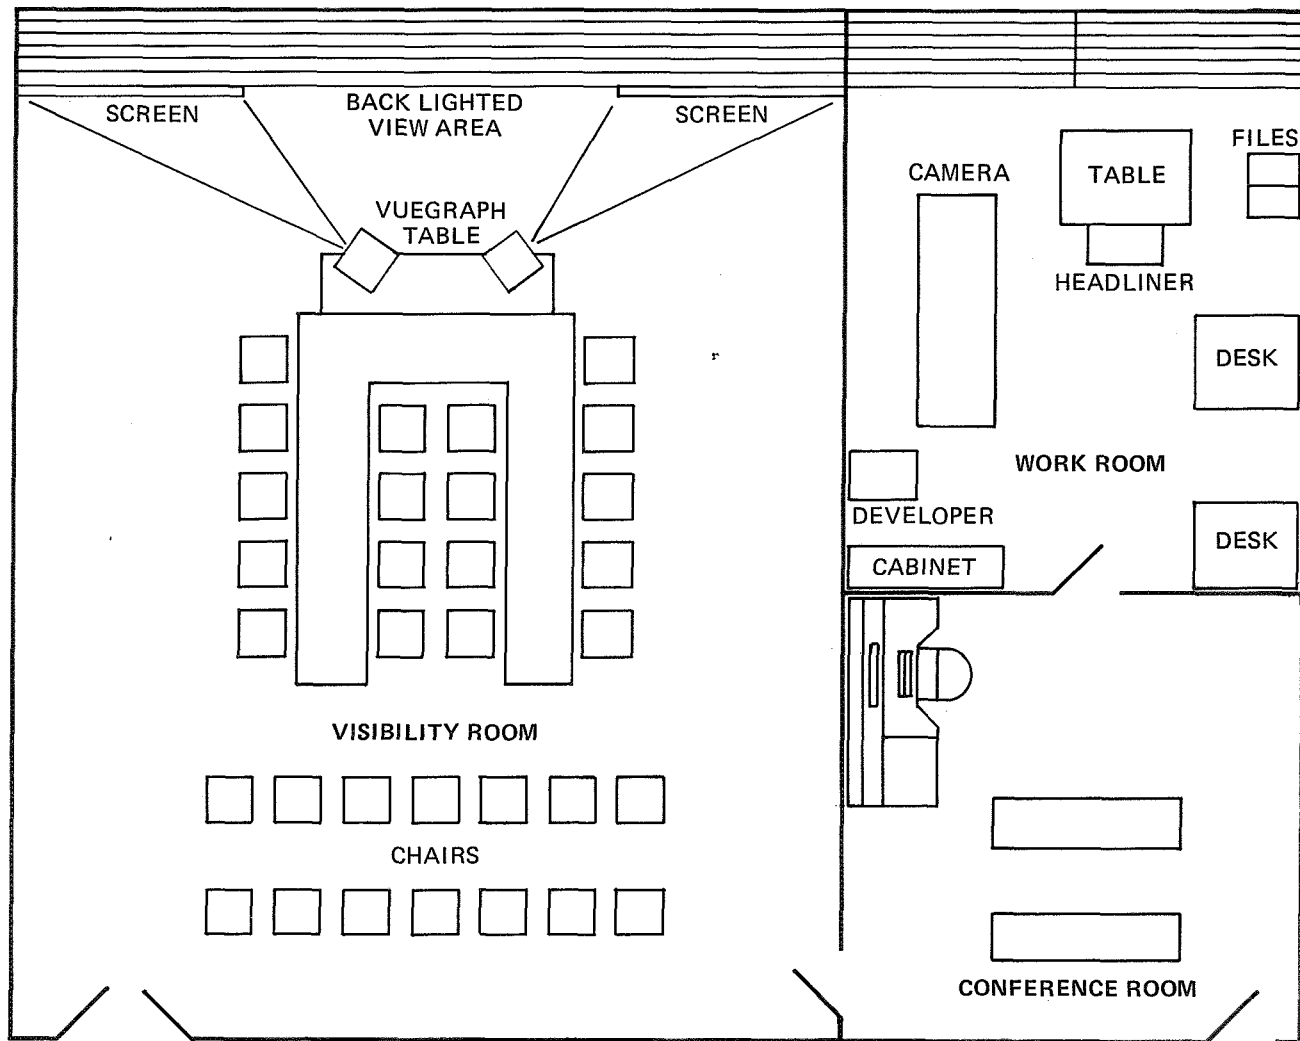 SCREEN
BACK LIGHTED
VIEW AREA
SCREEN
VUEGRAPH
TABLE
VISIBILITY ROOM
CHAIRS
CAMERA
TABLE
FILES
HEADLINER
DESK
WORK ROOM
DEVELOPER
DESK
CABINET
CONFERENCE ROOM